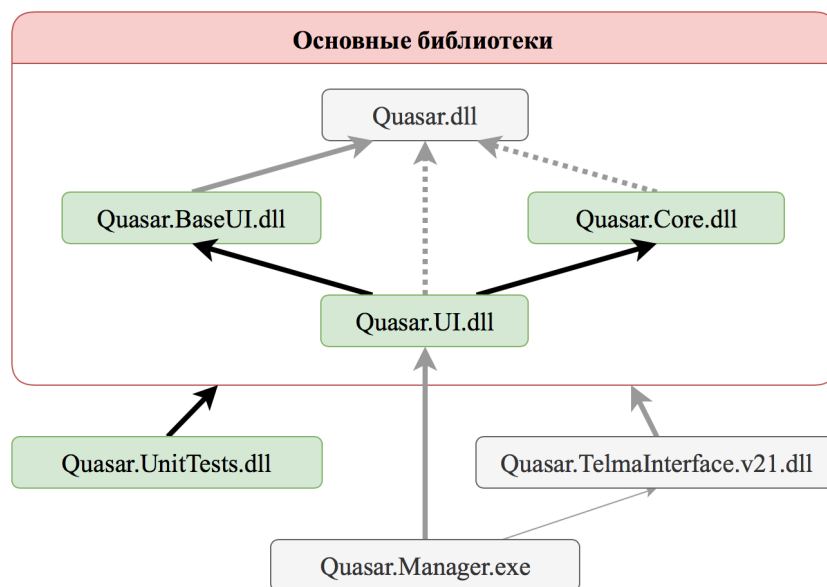 Основные библиотеки
Quasar.dll
Quasar.BaseUI.dll
Quasar.Core.dll
Quasar.UI.dll
Quasar.UnitTests.dll
Quasar.TelmaInterface.v21.dll
Quasar.Manager.exe